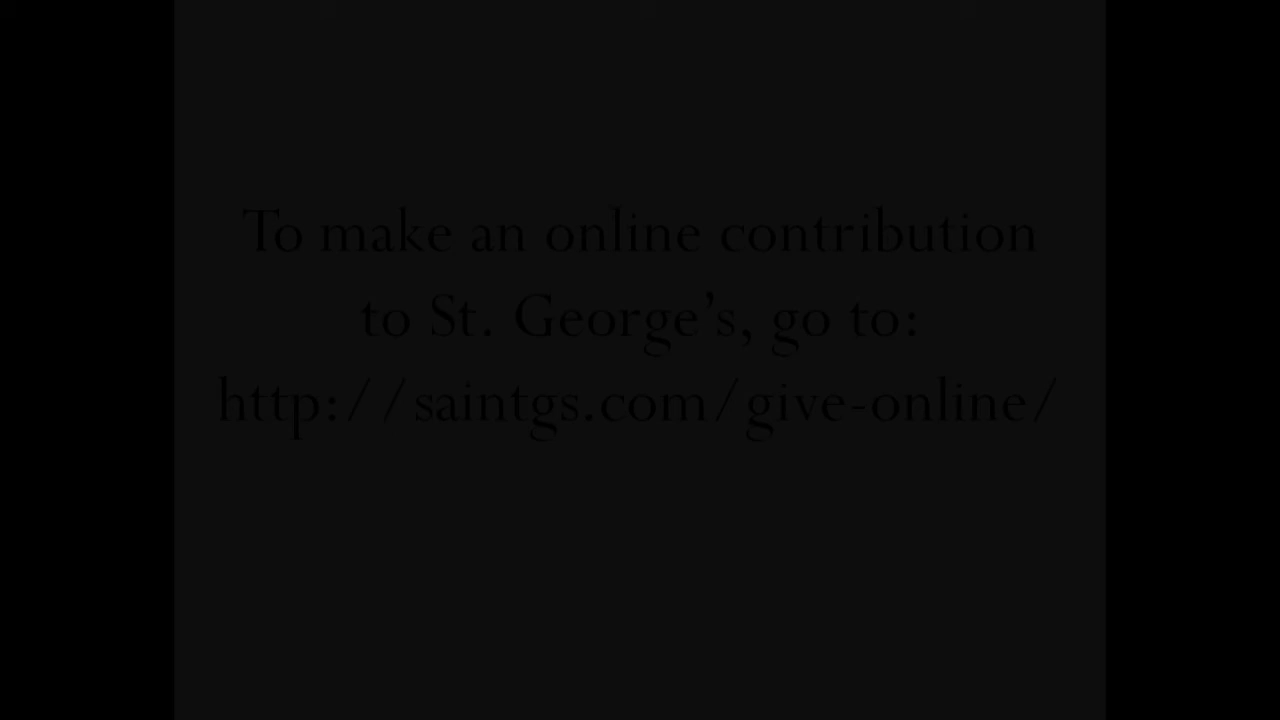 To make an online contribution
to St. George’s, go to:
http://saintgs.com/give-online/